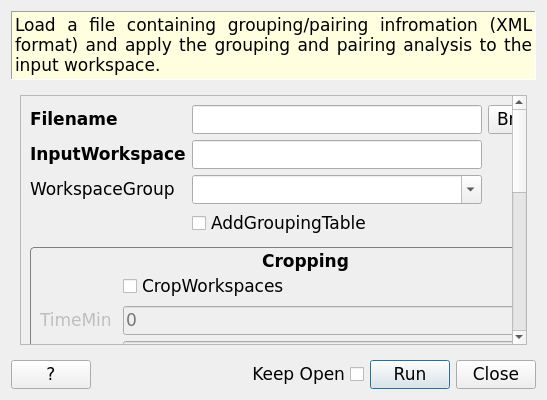 Load a file containing grouping/pairing infromation (XML
format) and apply the grouping and pairing analysis to the
input workspace.
Filename
Br
InputWorkspace
WorkspaceGroup
AddGroupingTable
Cropping
CropWorkspaces
TimeMin 0
? Keep Open Run Close